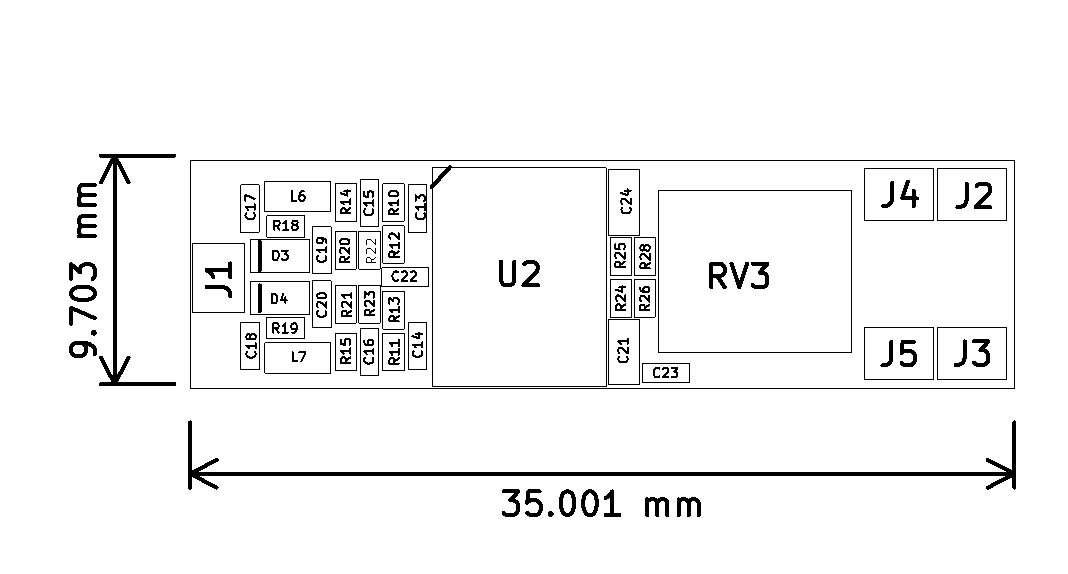 C17
L6
R14
C15
R10
C13
C24
J4
J2
R18
D3
C19
R20
R22
R12
R25
R28
J1
C22
U2
RV3
D4
C20
R21
R23
R13
R24
R26
C18
R19
L7
R15
C16
R11
C14
C21
C23
J5
J3
9.703 mm
35.001 mm